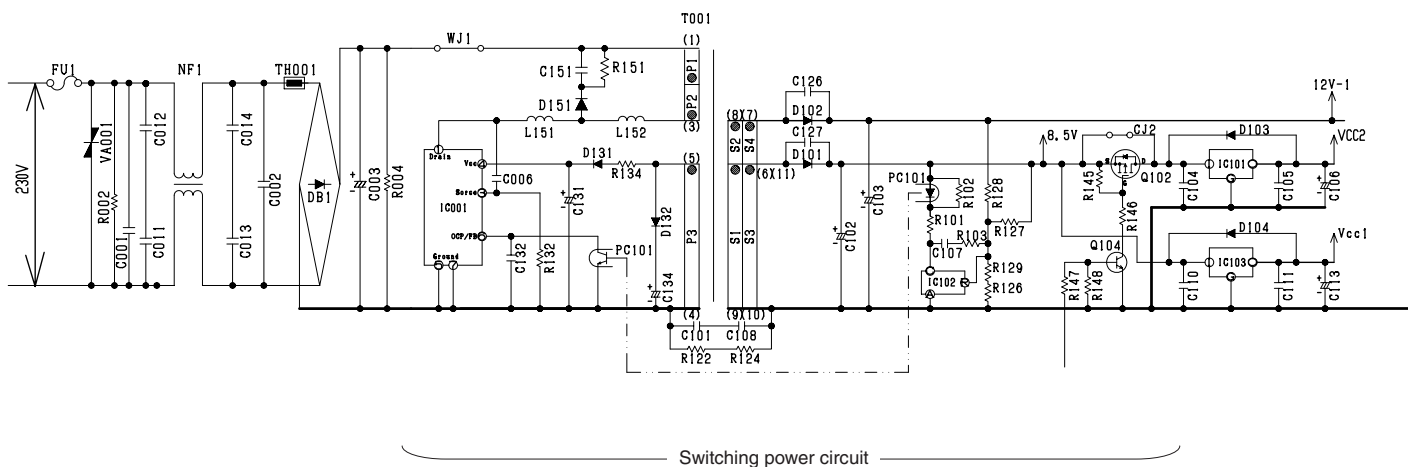 T001
FU1
230V
VA001
R002
C001
C012
C011
NF1
C014
C013
C002
TH001
DB1
C003
R004
WJ1
C151
R151
D151
L151
L152
Drain
Vcc
Sorce
IC001
OCP/FB
Ground
C006
D131
R134
C131
D132
C132
R132
PC101
C134
(1)
P1
P2
(3)
(5)
P3
(4)
C101
C108
R122
R124
(8)(7)
S2
S4
(6)(11)
S1
S3
(9)(10)
C126
D102
C127
D101
C102
C103
PC101
R102
R101
C107
R103
IC102
R128
R127
R129
R126
8.5V
CJ2
12V-1
R145
S
D
G
Q102
R146
Q104
R147
R148
D103
IC101
C104
C105
C106
VCC2
D104
IC103
C110
C111
C113
Vcc1
Switching power circuit